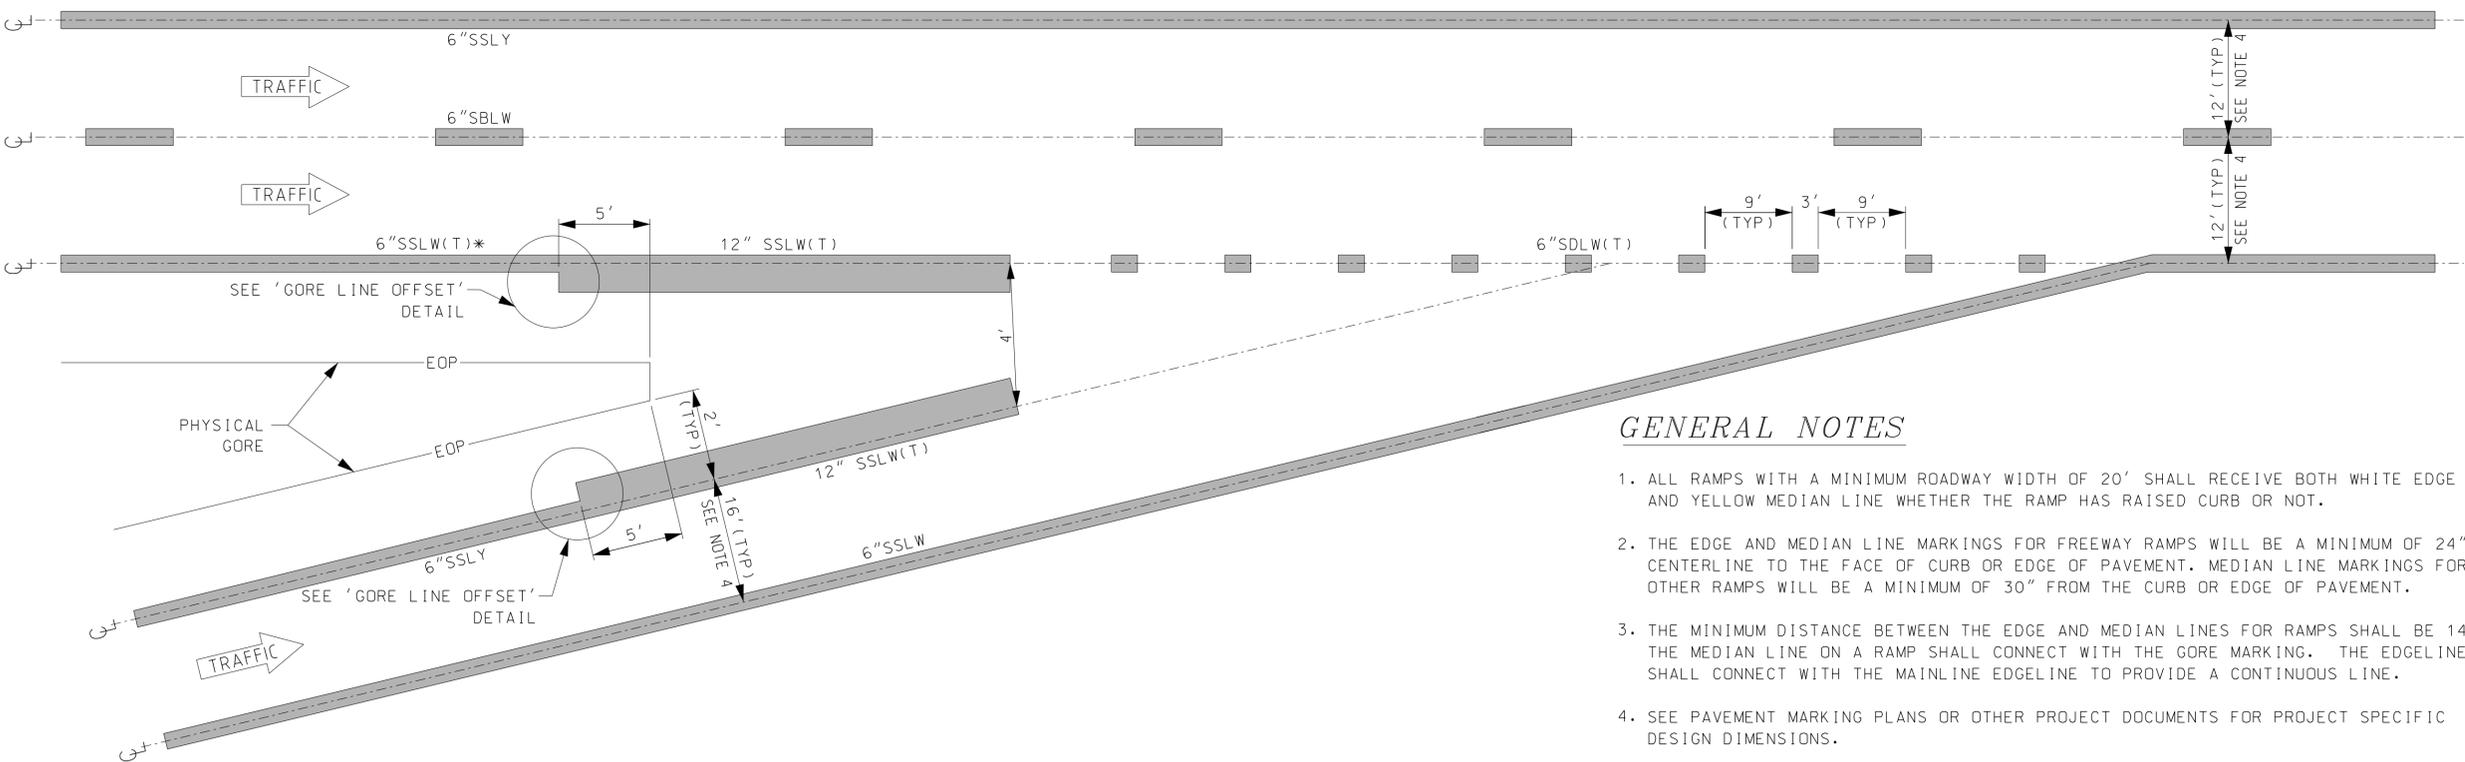 6"SSLY
12'(TYP)
SEE NOTE 4
TRAFFIC
6"SBLW
TRAFFIC
12'(TYP)
SEE NOTE 4
5'
9'
(TYP)
3'
9'
(TYP)
6"SSLW(T)*
12" SSLW(T)
6"SDLW(T)
SEE 'GORE LINE OFFSET'
DETAIL
4'
EOP
PHYSICAL
GORE
EOP
2'
(TYP)
12" SSLW(T)
16'(TYP)
SEE NOTE 4
5'
6"SSLY
6"SSLW
SEE 'GORE LINE OFFSET'
DETAIL
TRAFFIC
GENERAL NOTES
1. ALL RAMPS WITH A MINIMUM ROADWAY WIDTH OF 20' SHALL RECEIVE BOTH WHITE EDGE
AND YELLOW MEDIAN LINE WHETHER THE RAMP HAS RAISED CURB OR NOT.
2. THE EDGE AND MEDIAN LINE MARKINGS FOR FREEWAY RAMPS WILL BE A MINIMUM OF 24"
CENTERLINE TO THE FACE OF CURB OR EDGE OF PAVEMENT. MEDIAN LINE MARKINGS FOR
OTHER RAMPS WILL BE A MINIMUM OF 30" FROM THE CURB OR EDGE OF PAVEMENT.
3. THE MINIMUM DISTANCE BETWEEN THE EDGE AND MEDIAN LINES FOR RAMPS SHALL BE 14
THE MEDIAN LINE ON A RAMP SHALL CONNECT WITH THE GORE MARKING. THE EDGELINE
SHALL CONNECT WITH THE MAINLINE EDGELINE TO PROVIDE A CONTINUOUS LINE.
4. SEE PAVEMENT MARKING PLANS OR OTHER PROJECT DOCUMENTS FOR PROJECT SPECIFIC
DESIGN DIMENSIONS.